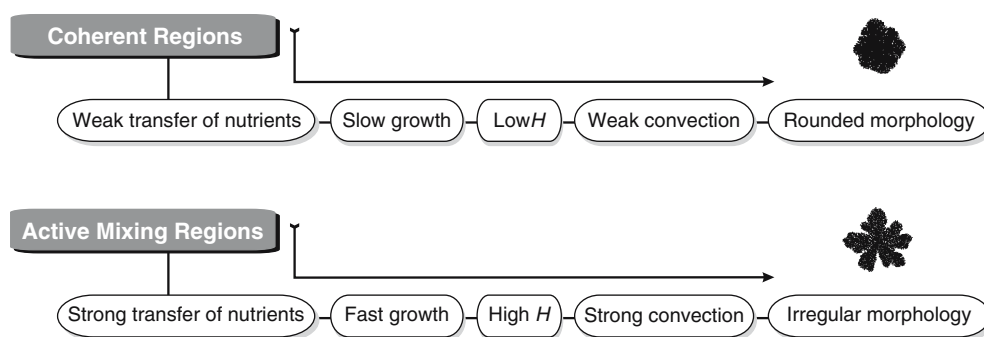 Coherent Regions
Weak transfer of nutrients Slow growth LowH Weak convection Rounded morphology
Active Mixing Regions
Strong transfer of nutrients Fast growth High H Strong convection Irregular morphology